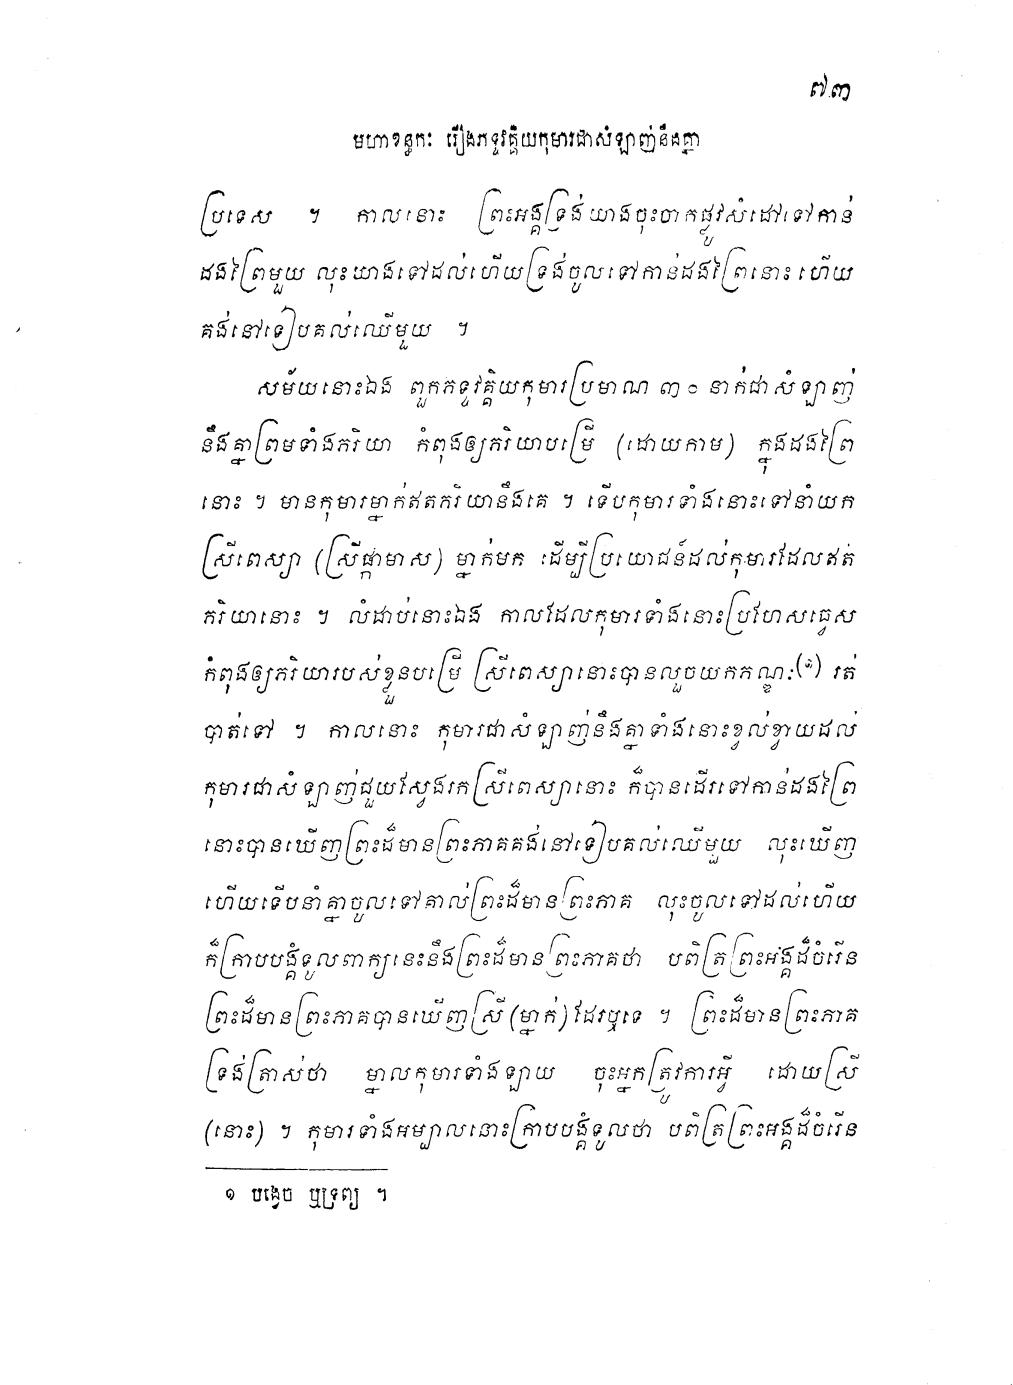 ៧៣
មហាខន្ធកៈ រឿងភទ្ទវគ្គិយកុមារជាសំឡាញ់នឹងគ្នា
ប្រទេស ។ កាលនោះ ព្រះអង្គទ្រង់យាងចុះចាកផ្លូវសំដៅទៅកាន់
ដងព្រៃមួយ លុះយាងទៅដល់ហើយទ្រង់ចូលទៅកាន់ដងព្រៃនោះ ហើយ
គង់នៅទៀបគល់ឈើមួយ ។
សម័យនោះឯង ពួកភទ្ទវគ្គិយកុមារប្រមាណ ៣០ នាក់ជាសំឡាញ់
នឹងគ្នាព្រមទាំងភរិយា កំពុងឲ្យភរិយាបម្រើ (ដោយកាម) ក្នុងដងព្រៃ
នោះ ។ មានកុមារម្នាក់ឥតភរិយានឹងគេ ។ ទើបកុមារទាំងនោះទៅនាំយក
ស្រីពេស្យា (ស្រីផ្កាមាស) ម្នាក់មក ដើម្បីប្រយោជន៍ដល់កុមារដែលឥត
ភរិយានោះ ។ លំដាប់នោះឯង កាលដែលកុមារទាំងនោះប្រហែសធ្វេស
កំពុងឲ្យភរិយារបស់ខ្លួនបម្រើ ស្រីពេស្យានោះបានលួចយកភណ្ឌៈ(១) រត់
បាត់ទៅ ។ កាលនោះ កុមារជាសំឡាញ់នឹងគ្នាទាំងនោះខ្វល់ខ្វាយដល់
កុមារជាសំឡាញ់ជួយស្វែងរកស្រីពេស្យានោះ ក៏បានដើរទៅកាន់ដងព្រៃ
នោះបានឃើញព្រះដ៏មានព្រះភាគគង់នៅទៀបគល់ឈើមួយ លុះឃើញ
ហើយទើបនាំគ្នាចូលទៅគាល់ព្រះដ៏មានព្រះភាគ លុះចូលទៅដល់ហើយ
ក៏ក្រាបបង្គំទូលពាក្យនេះនឹងព្រះដ៏មានព្រះភាគថា បពិត្រព្រះអង្គដ៏ចំរើន
ព្រះដ៏មានព្រះភាគបានឃើញស្រី(ម្នាក់)ដែរឬទេ ។ ព្រះដ៏មានព្រះភាគ
ទ្រង់ត្រាស់ថា ម្នាលកុមារទាំងឡាយ ចុះអ្នកត្រូវការអ្វី ដោយស្រី
(នោះ) ។ កុមារទាំងអម្បាលនោះក្រាបបង្គំទូលថា បពិត្រព្រះអង្គដ៏ចំរើន
១ បង្វេច ឬទ្រព្យ ។